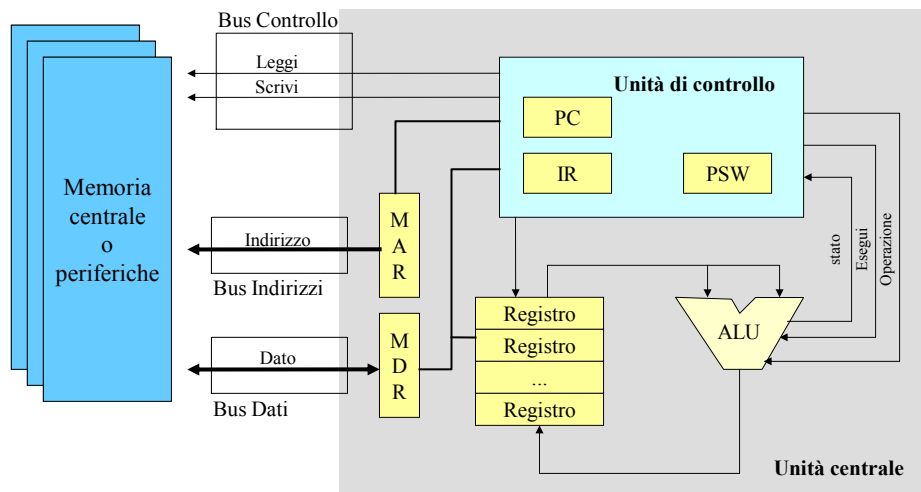 Bus Controllo
Leggi
Scrivi
Unità di controllo
PC
IR
PSW
Memoria
centrale
o
periferiche
M
A
R
Indirizzo
Bus Indirizzi
stato
Esegui
Operazione
Registro
Registro
...
Registro
ALU
M
D
R
Dato
Bus Dati
Unità centrale